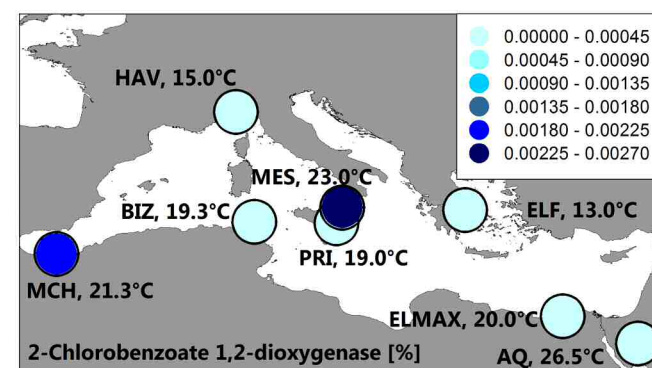 0.00000 - 0.00045
0.00045 - 0.00090
0.00090 - 0.00135
0.00135 - 0.00180
0.00180 - 0.00225
0.00225 - 0.00270
HAV, 15.0°C
MES, 23.0°C
BIZ, 19.3°C
ELF, 13.0°C
PRI, 19.0°C
MCH, 21.3°C
ELMAX, 20.0°C
2-Chlorobenzoate 1,2-dioxygenase [%]
AQ, 26.5°C